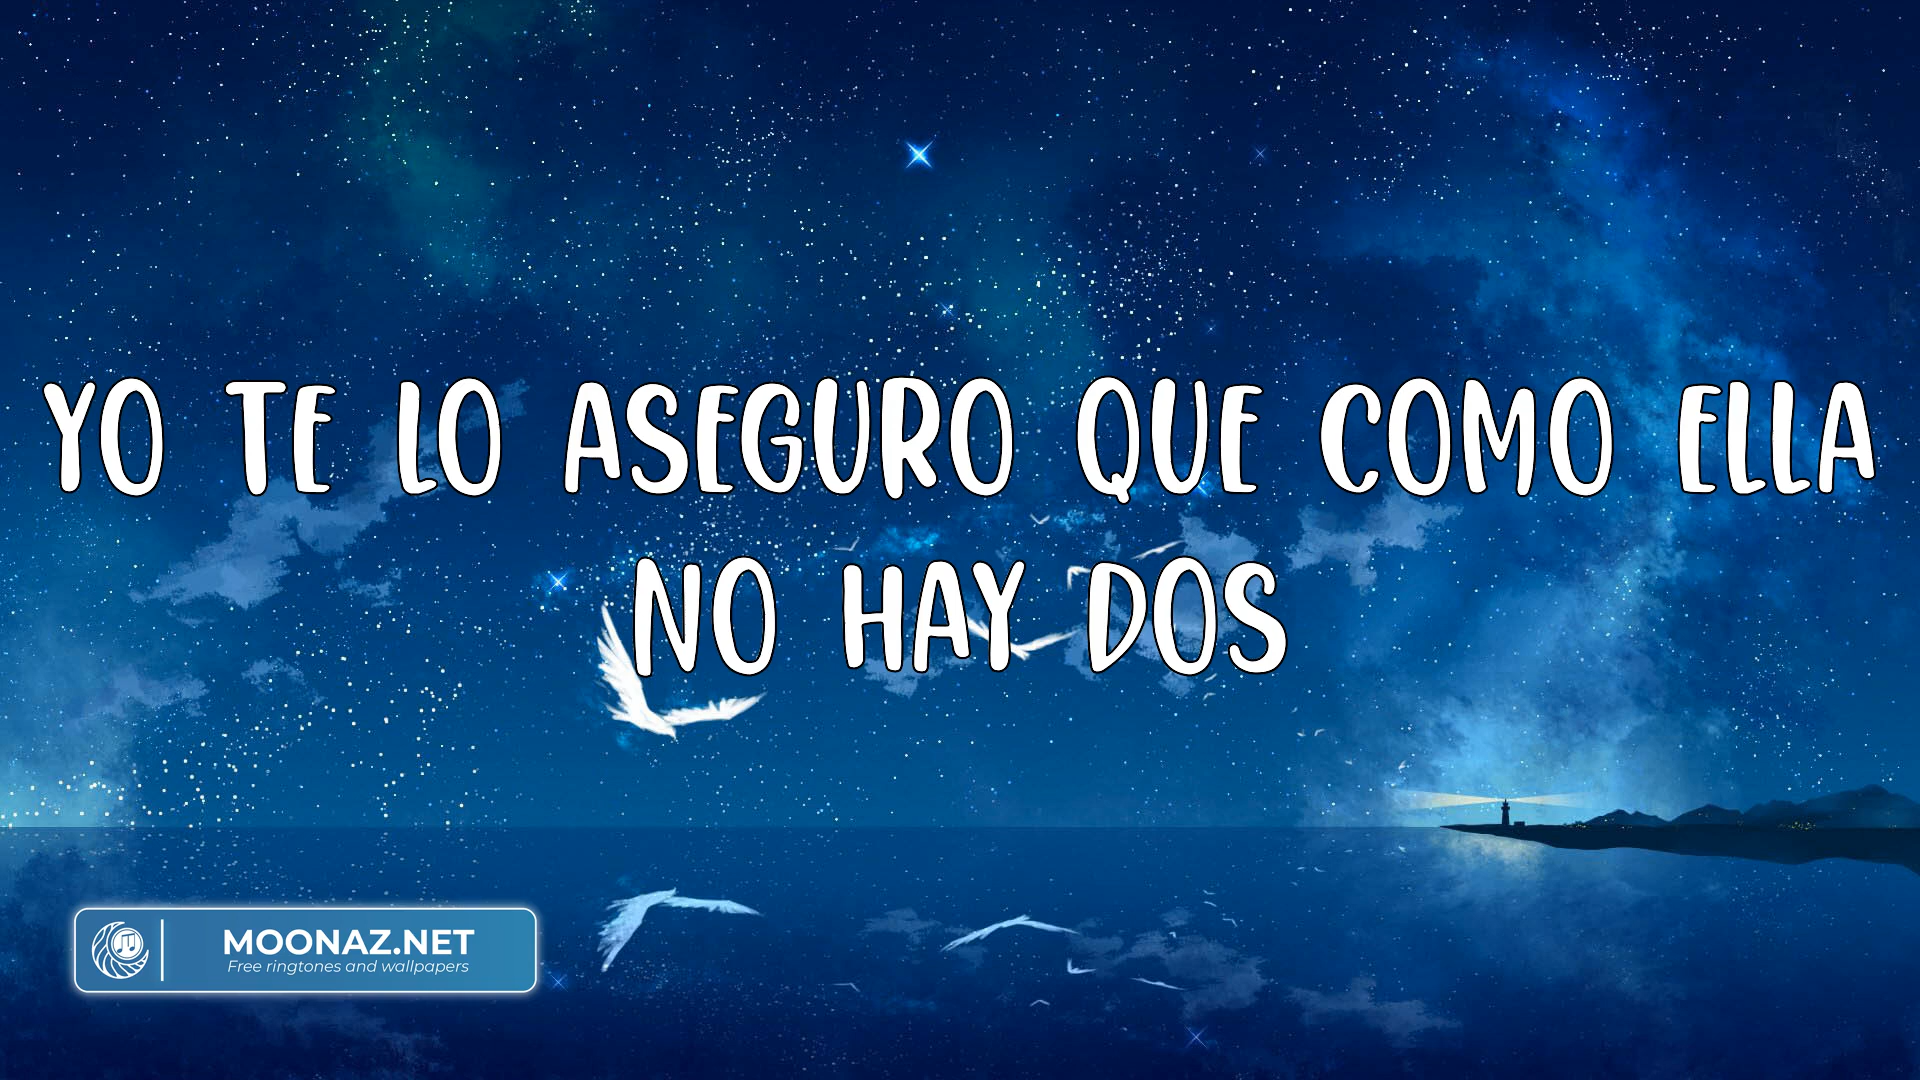 YO TE LO ASEGURO QUE COMO ELLA
NO HAY DOS
MOONAZ.NET
Free ringtones and wallpapers